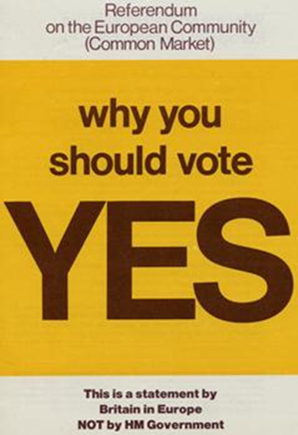 Referendum
on the European Community
(Common Market)
why you
should vote
YES
This is a statement by
Britain in Europe
NOT by HM Government